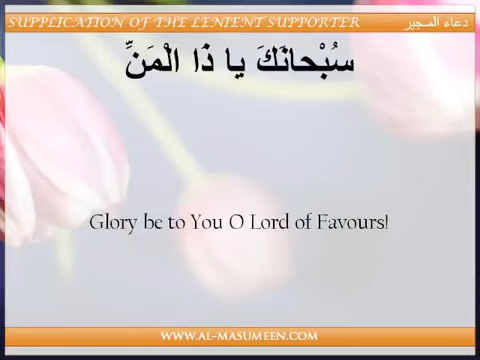 SUPPLICATION OF THE LENIENT SUPPORTER دعاء المـجير
سُبْحانَكَ يا ذَا الْمَنِّ
Glory be to You O Lord of Favours!
WWW.AL-MASUMEEN.COM